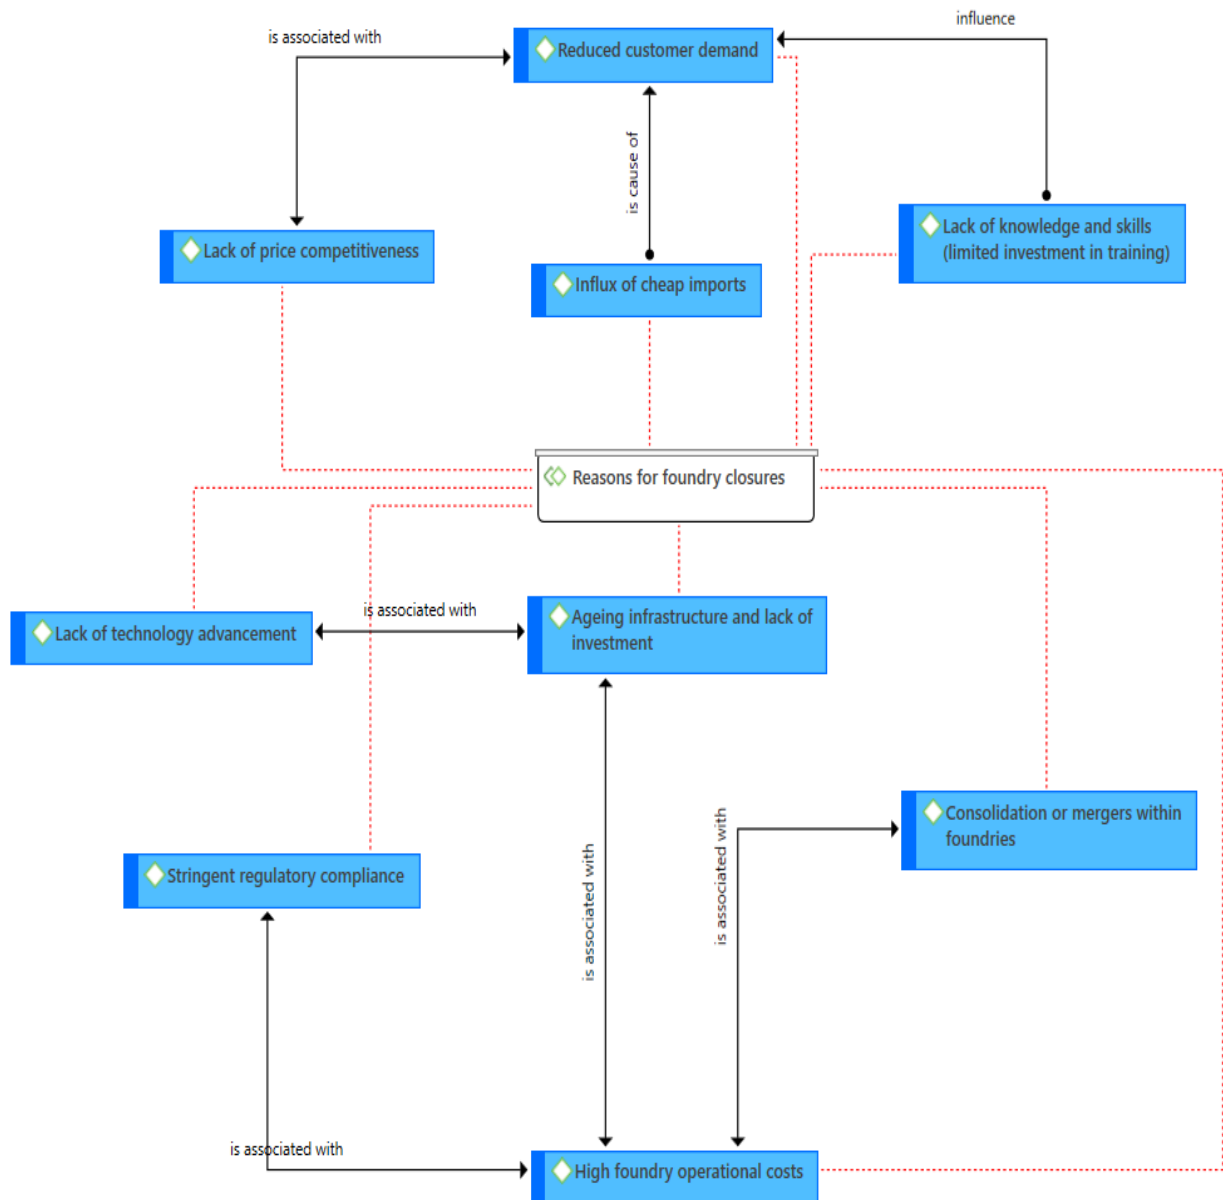 influence
is associated with
Reduced customer demand
is cause of
Lack of knowledge and skills
(limited investment in training)
Lack of price competitiveness
Influx of cheap imports
Reasons for foundry closures
is associated with
Ageing infrastructure and lack of
investment
Lack of technology advancement
Consolidation or mergers within
foundries
is associated with
is associated with
Stringent regulatory compliance
is associated with
High foundry operational costs